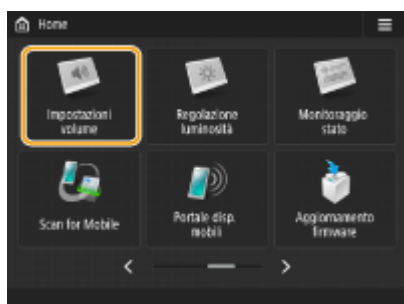 Home
Impostazioni
volume
Regolazione
luminosità
Monitoraggio
stato
Scan for Mobile
Portale disp.
mobili
Aggiornamento
firmware